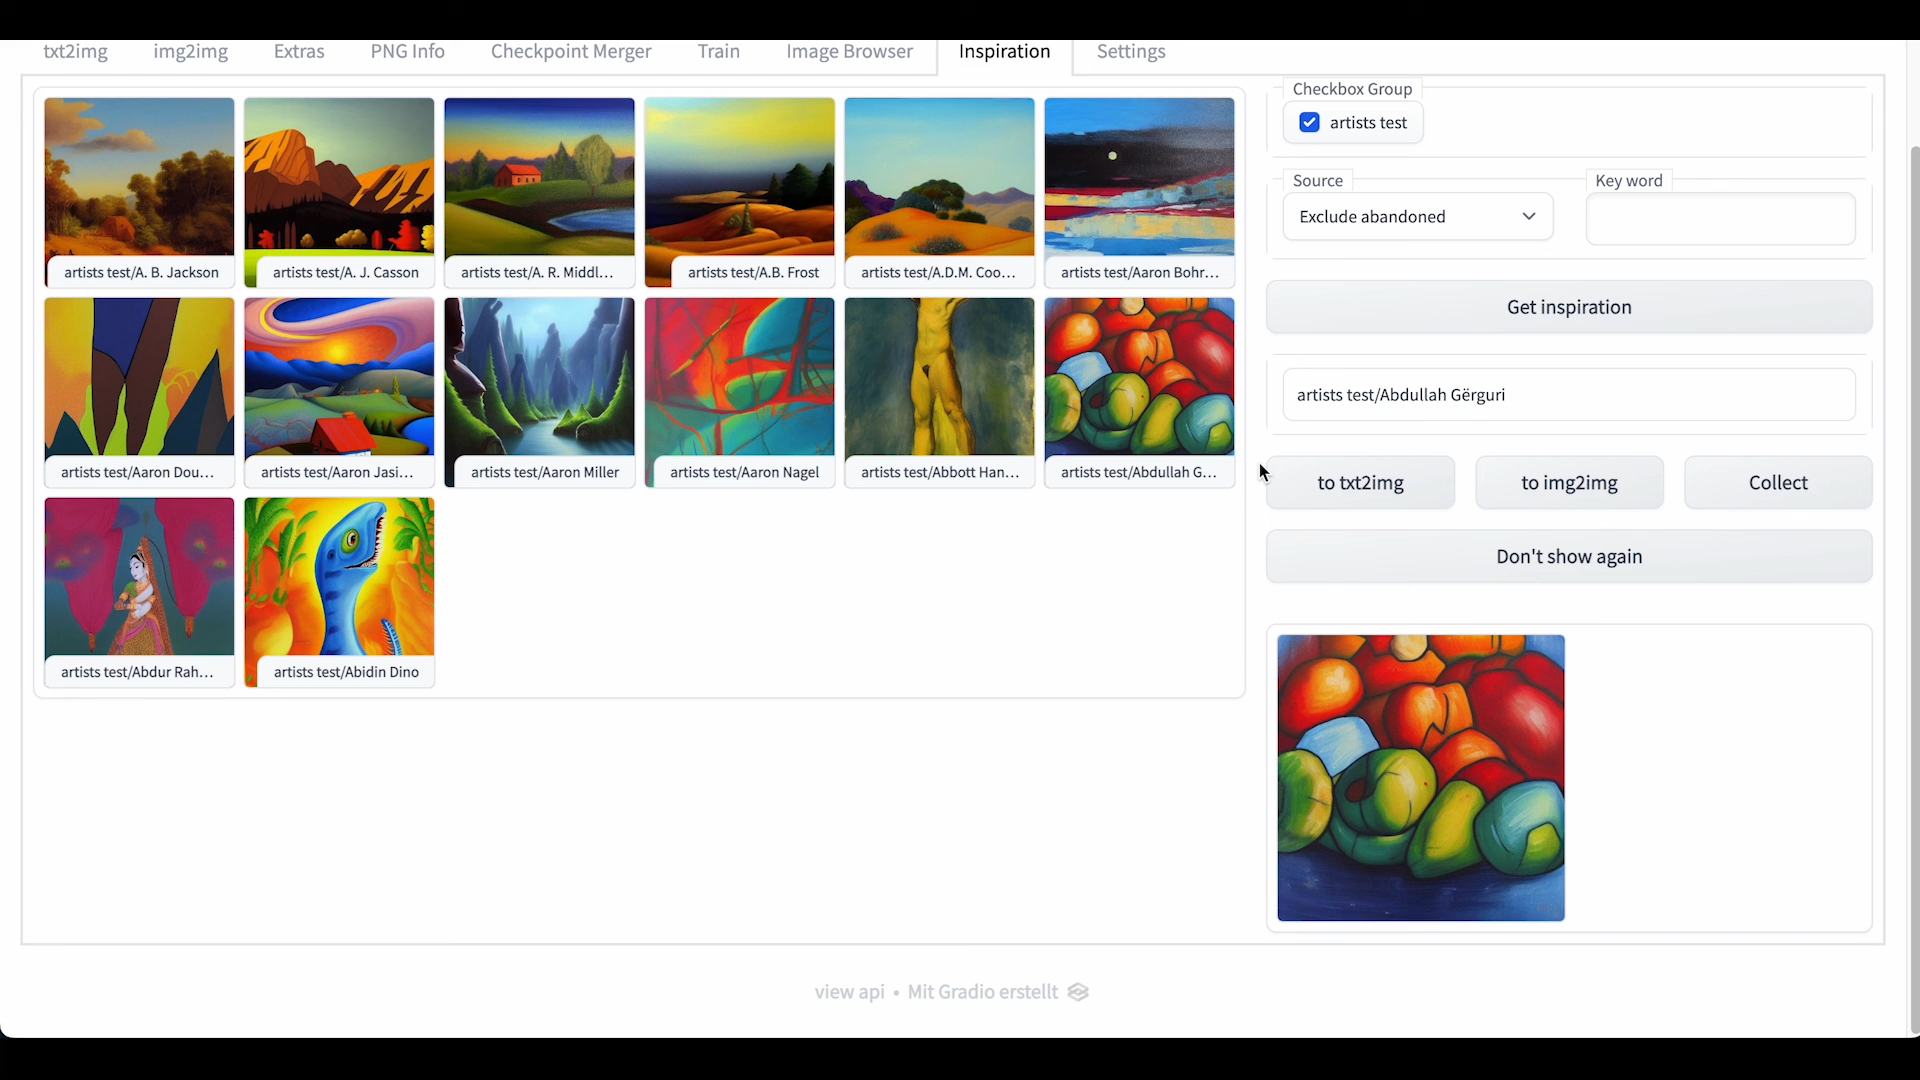 txt2img img2img Extras PNG Info Checkpoint Merger Train Image Browser Inspiration Settings
artists test/A. B. Jackson
artists test/A. J. Casson
artists test/A. R. Middl...
artists test/A.B. Frost
artists test/A.D.M. Coo...
artists test/Aaron Bohr...
artists test/Aaron Dou...
artists test/Aaron Jasi...
artists test/Aaron Miller
artists test/Aaron Nagel
artists test/Abbott Han...
artists test/Abdullah G...
artists test/Abdur Rah...
artists test/Abidin Dino
Checkbox Group
artists test
Source
Exclude abandoned
Key word
Get inspiration
artists test/Abdullah Gërguri
to txt2img
to img2img
Collect
Don't show again
view api • Mit Gradio erstellt